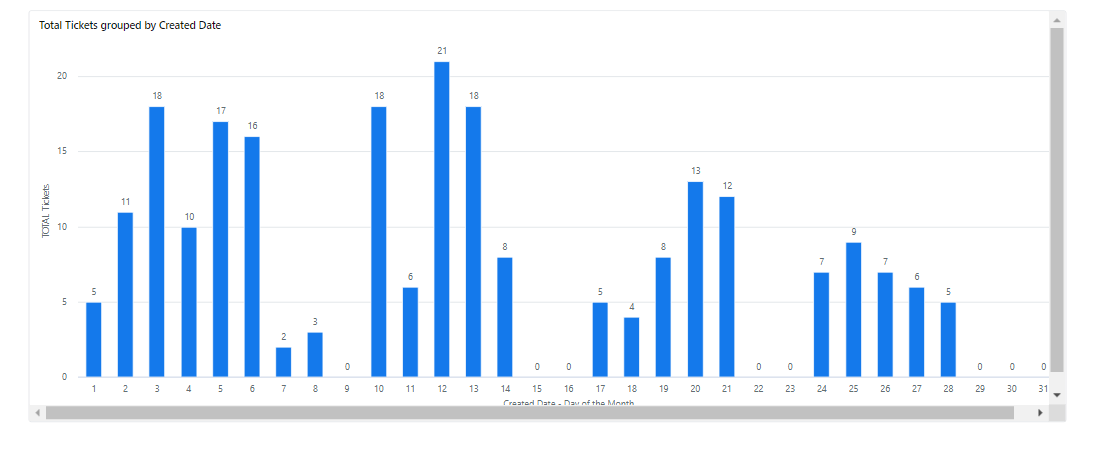 Total Tickets grouped by Created Date
21
20
18 18 18
17
16
15
13
12
11
TOTAL Tickets
10 10
9
8 8
7 7
6 6
5 5 5 5
4
3
2
0 0 0 0 0 0 0 0 0
1 2 3 4 5 6 7 8 9 10 11 12 13 14 15 16 17 18 19 20 21 22 23 24 25 26 27 28 29 30 31
Created Date - Day of the Month